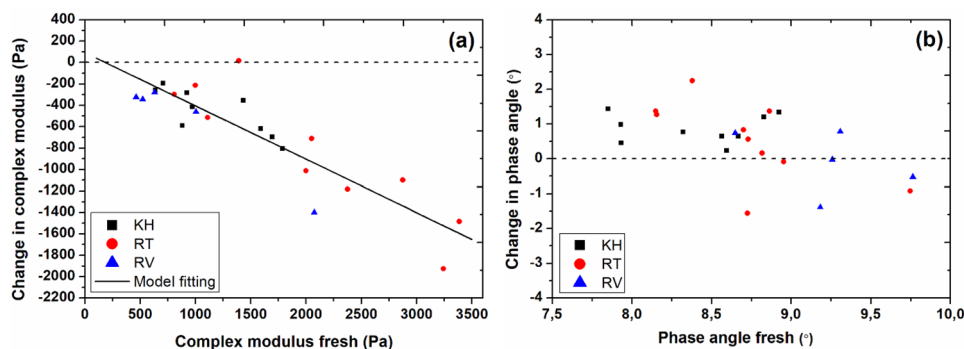 400
200
0
-200
-400
-600
-800
-1000
-1200
-1400
-1600
-1800
-2000
-2200
Change in complex modulus (Pa)
(a)
KH
RT
RV
Model fitting
0 500 1000 1500 2000 2500 3000 3500
Complex modulus fresh (Pa)
4
3
2
1
0
-1
-2
-3
-4
Change in phase angle (°)
(b)
KH
RT
RV
7,5 8,0 8,5 9,0 9,5 10,0
Phase angle fresh (°)